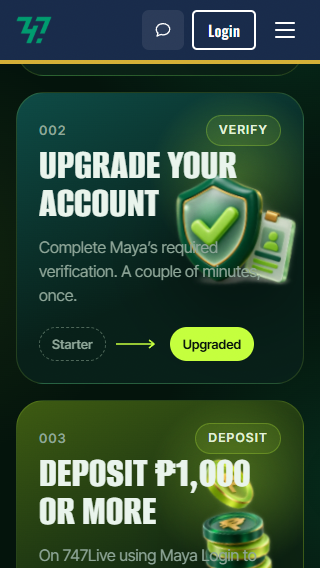 747
Login
002
VERIFY
UPGRADE YOUR
ACCOUNT
Complete Maya's required
verification. A couple of minutes,
once.
Starter
Upgraded
003
DEPOSIT
DEPOSIT ₱1,000
OR MORE
On 747Live using Maya Login to